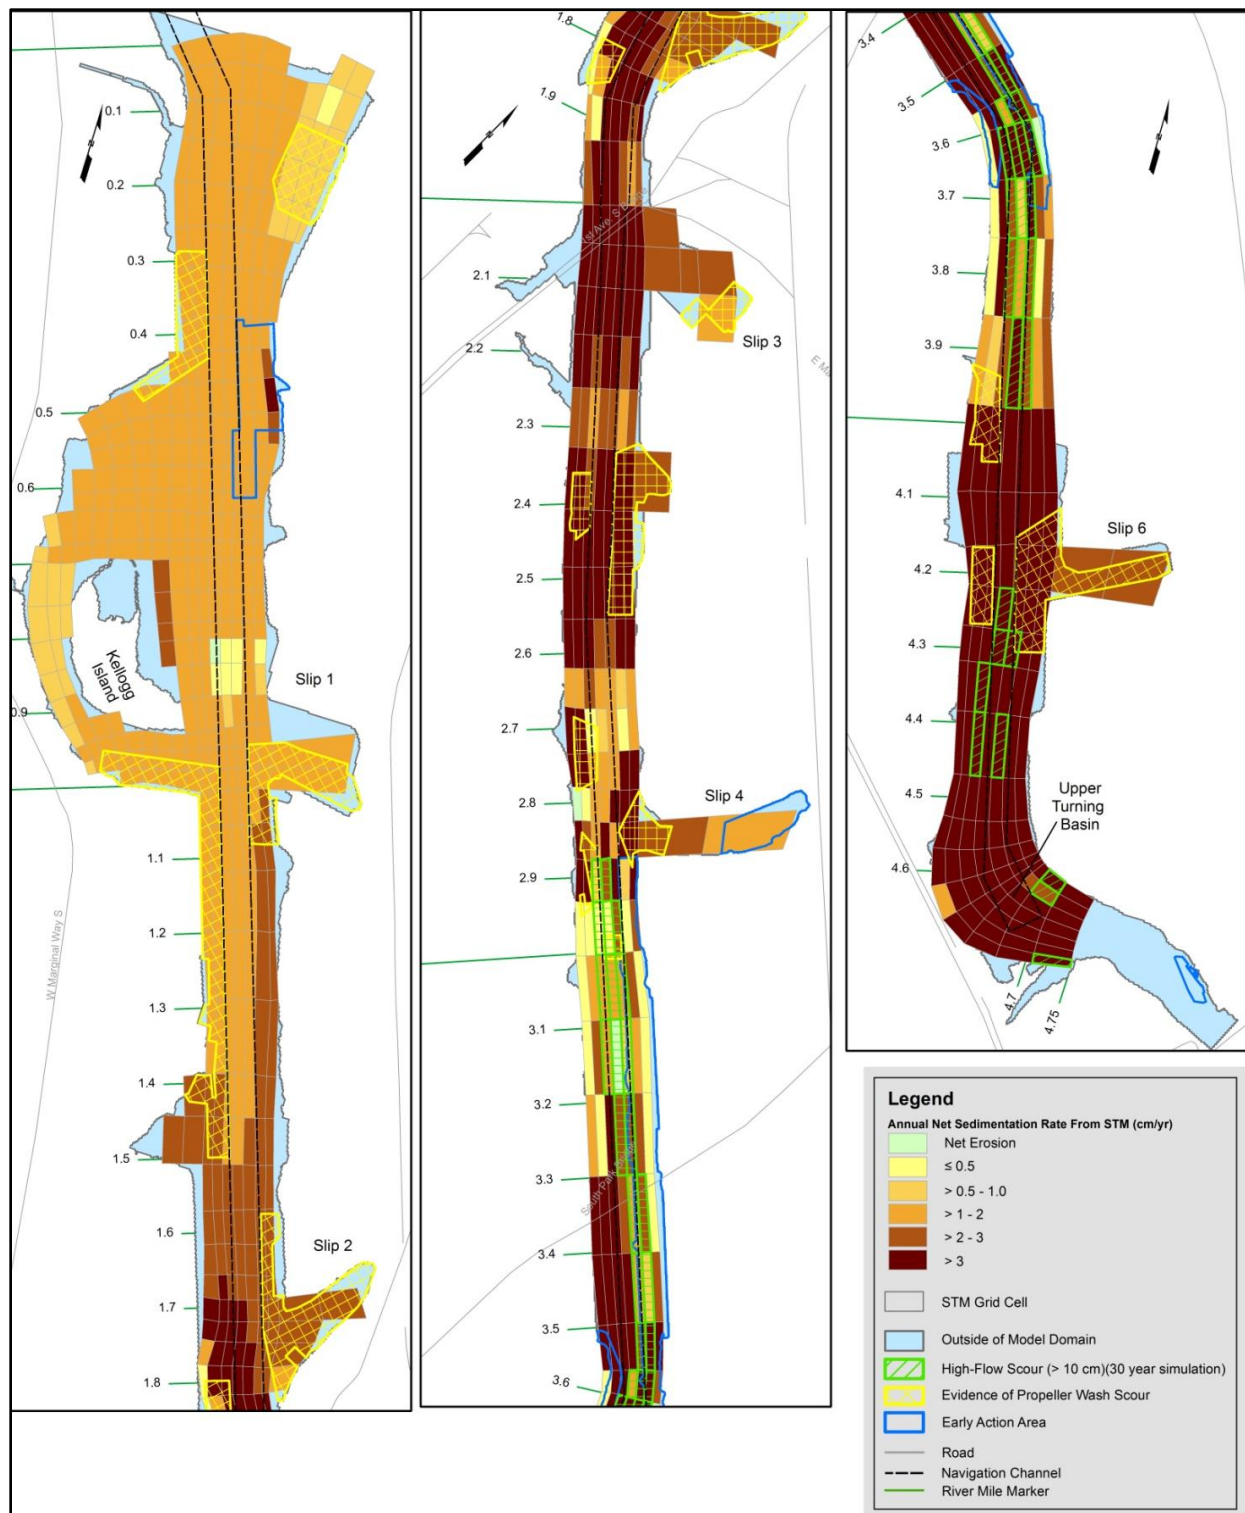 0.1
0.2
0.3
0.4
0.5
0.6
Kellogg
Island
Slip 1
0.9
1.1
1.2
W Marginal Way S
1.3
1.4
1.5
1.6
Slip 2
1.7
1.8
1.8
1.9
1st Ave. S
2.1
Slip 3
2.2
2.3
2.4
2.5
2.6
2.7
2.8
Slip 4
2.9
3.1
3.2
3.3
South Park
3.4
3.5
3.6
3.4
3.5
3.6
3.7
3.8
3.9
4.1
Slip 6
4.2
4.3
4.4
4.5
Upper
Turning
Basin
4.6
4.7
4.75
Legend
Annual Net Sedimentation Rate From STM (cm/yr)
Net Erosion
≤ 0.5
> 0.5 - 1.0
> 1 - 2
> 2 - 3
> 3
STM Grid Cell
Outside of Model Domain
High-Flow Scour (> 10 cm)(30 year simulation)
Evidence of Propeller Wash Scour
Early Action Area
Road
Navigation Channel
River Mile Marker